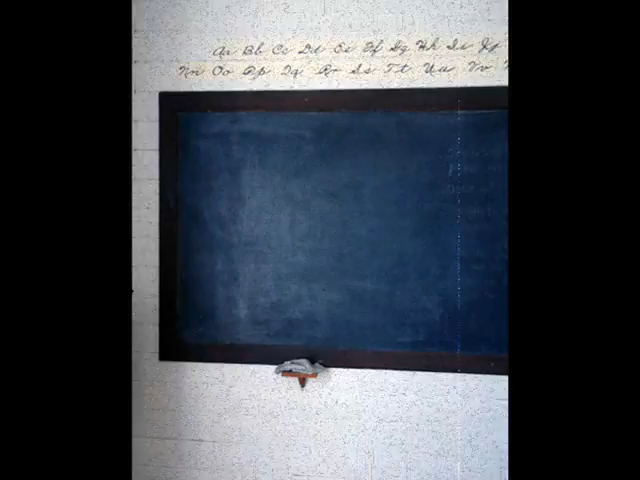 Aa Bb Cc Dd Ee Ff Gg Hh Ii Jj
Nn Oo Pp Qq Rr Ss Tt Uu Vv